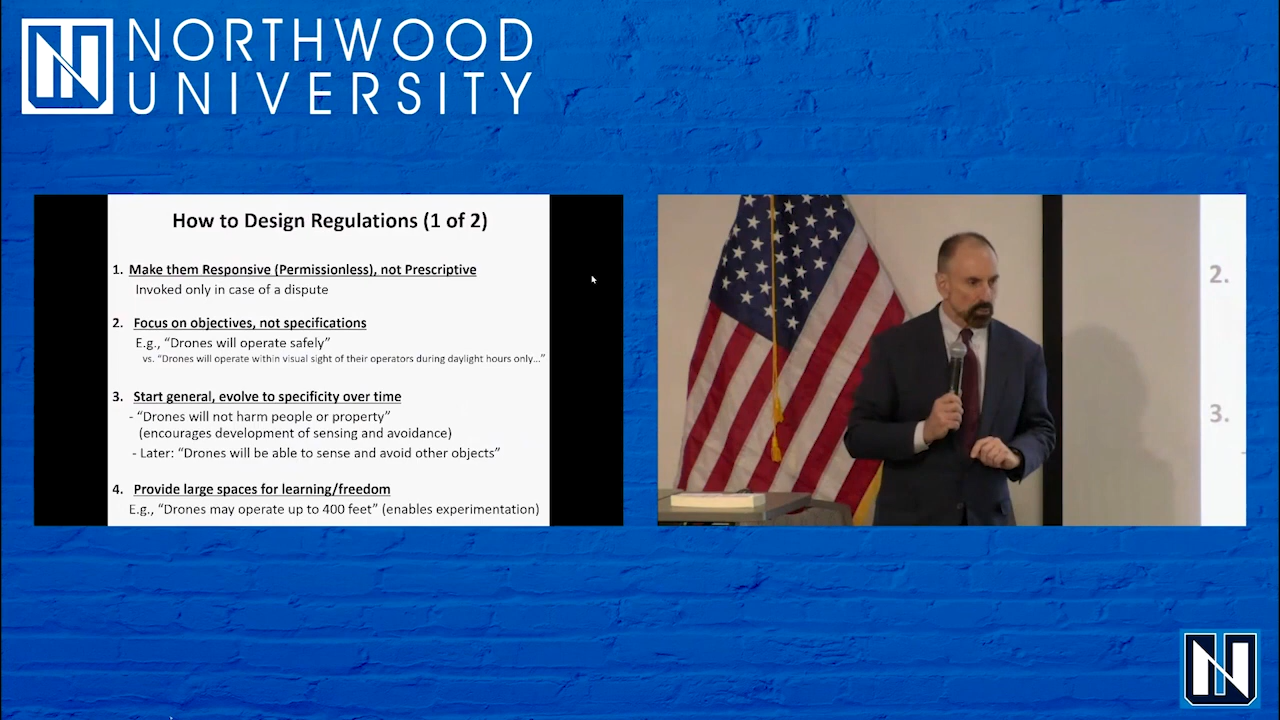 NORTHWOOD
UNIVERSITY
How to Design Regulations (1 of 2)
1. Make them Responsive (Permissionless), not Prescriptive
Invoked only in case of a dispute
2. Focus on objectives, not specifications
E.g., “Drones will operate safely”
vs. “Drones will operate within visual sight of their operators during daylight hours only...”
3. Start general, evolve to specificity over time
- “Drones will not harm people or property”
(encourages development of sensing and avoidance)
- Later: “Drones will be able to sense and avoid other objects”
4. Provide large spaces for learning/freedom
E.g., “Drones may operate up to 400 feet” (enables experimentation)
2.
3.